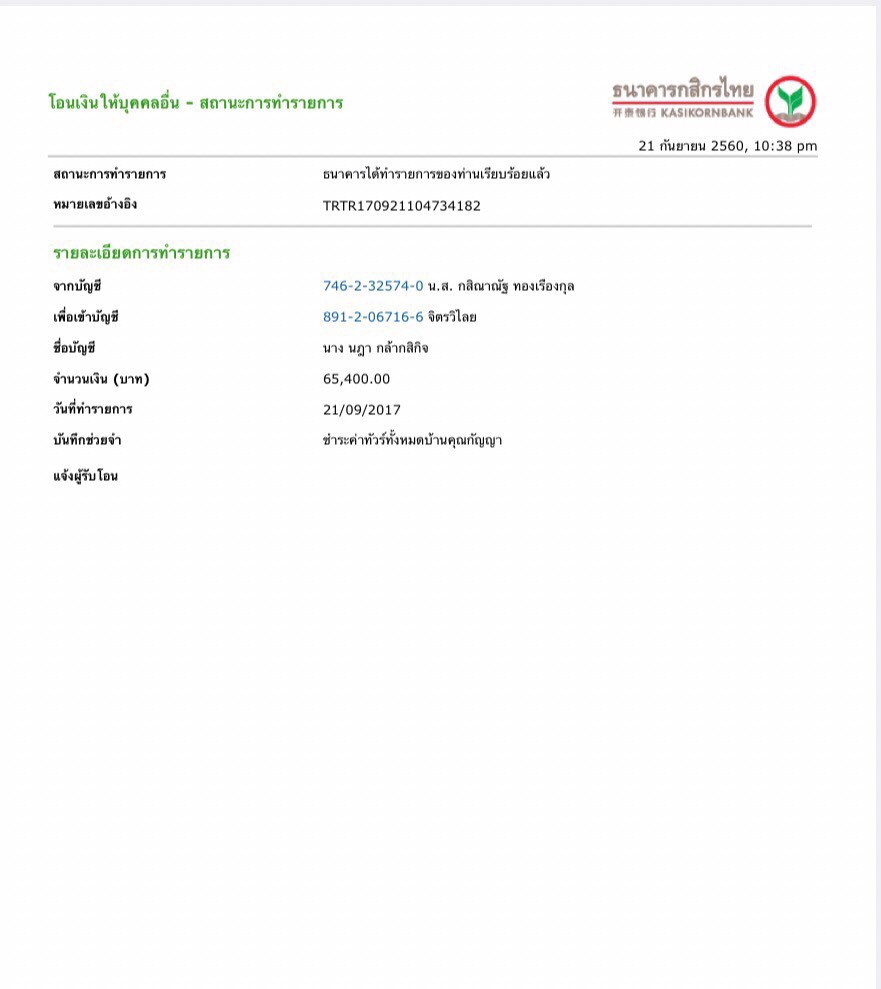 โอนเงินให้บุคคลอื่น - สถานะการทำรายการ
ธนาคารกสิกรไทย
开泰银行 KASIKORNBANK
21 กันยายน 2560, 10:38 pm
สถานะการทำรายการ ธนาคารได้ทำรายการของท่านเรียบร้อยแล้ว
หมายเลขอ้างอิง TRTR170921104734182
รายละเอียดการทำรายการ
จากบัญชี 746-2-32574-0 น.ส. กสิณาณัฐ ทองเรืองกุล
เพื่อเข้าบัญชี 891-2-06716-6 จิตรวิไลย
ชื่อบัญชี นาง นฎา กล้ากสิกิจ
จำนวนเงิน (บาท) 65,400.00
วันที่ทำรายการ 21/09/2017
บันทึกช่วยจำ ชำระค่าทัวร์ทั้งหมดบ้านคุณกัญญา
แจ้งผู้รับโอน